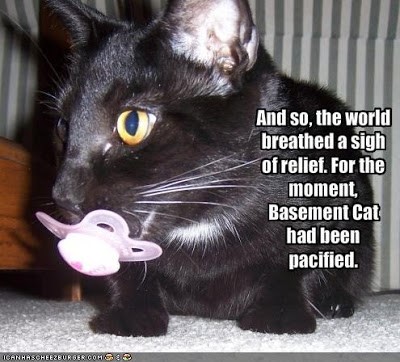 And so, the world
breathed a sigh
of relief. For the
moment,
Basement Cat
had been
pacified.
ICANHASCHEEZBURGER.COM